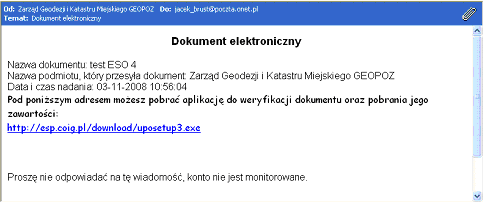 Od: Zarząd Geodezji i Katastru Miejskiego GEOPOZ Do: jacek_brust@poczta.onet.pl
Temat: Dokument elektroniczny
Dokument elektroniczny
Nazwa dokumentu: test ESO 4
Nazwa podmiotu, który przesyła dokument: Zarząd Geodezji i Katastru Miejskiego GEOPOZ
Data i czas nadania: 03-11-2008 10:56:04
Pod poniższym adresem możesz pobrać aplikację do weryfikacji dokumentu oraz pobrania jego
zawartości:
http://esp.coig.pl/download/uposetup3.exe
Proszę nie odpowiadać na tę wiadomość, konto nie jest monitorowane.